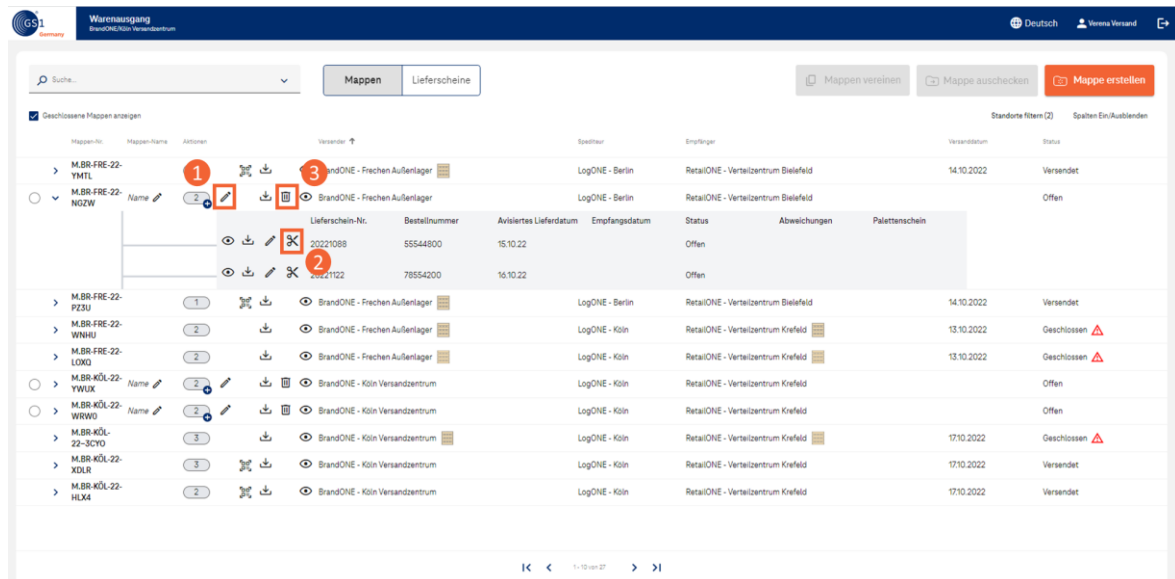 GS1
Germany
Warenausgang
BrandONE/Köln Versandzentrum
Deutsch
Verena Versand
Suche...
Mappen
Lieferscheine
Mappen vereinen
Mappe auschecken
Mappe erstellen
Geschlossene Mappen anzeigen
Standorte filtern (2)
Spalten Ein/Ausblenden
Mappen-Nr. Mappen-Name Aktionen Versender Spediteur Empfänger Versanddatum Status
M.BR-FRE-22-YMTL 1 3 BrandONE - Frechen Außenlager LogONE - Berlin RetailONE - Verteilzentrum Bielefeld 14.10.2022 Versendet
M.BR-FRE-22-NGZW Name 2 BrandONE - Frechen Außenlager LogONE - Berlin RetailONE - Verteilzentrum Bielefeld Offen
Lieferschein-Nr. Bestellnummer Avisiertes Lieferdatum Empfangsdatum Status Abweichungen Palettenschein
20221088 55544800 15.10.22 Offen
2
20221122 78554200 16.10.22 Offen
M.BR-FRE-22-PZ3U 1 BrandONE - Frechen Außenlager LogONE - Berlin RetailONE - Verteilzentrum Bielefeld 14.10.2022 Versendet
M.BR-FRE-22-WNHU 2 BrandONE - Frechen Außenlager LogONE - Köln RetailONE - Verteilzentrum Krefeld 13.10.2022 Geschlossen
M.BR-FRE-22-LOXQ 2 BrandONE - Frechen Außenlager LogONE - Köln RetailONE - Verteilzentrum Krefeld 13.10.2022 Geschlossen
M.BR-KÖL-22-YWUX Name 2 BrandONE - Köln Versandzentrum LogONE - Köln RetailONE - Verteilzentrum Krefeld Offen
M.BR-KÖL-22-WRW0 Name 2 BrandONE - Köln Versandzentrum LogONE - Köln RetailONE - Verteilzentrum Krefeld Offen
M.BR-KÖL-22-3CYO 3 BrandONE - Köln Versandzentrum LogONE - Köln RetailONE - Verteilzentrum Krefeld 17.10.2022 Geschlossen
M.BR-KÖL-22-XDLR 3 BrandONE - Köln Versandzentrum LogONE - Köln RetailONE - Verteilzentrum Krefeld 17.10.2022 Versendet
M.BR-KÖL-22-HLX4 2 BrandONE - Köln Versandzentrum LogONE - Köln RetailONE - Verteilzentrum Krefeld 17.10.2022 Versendet
1 - 10 von 27